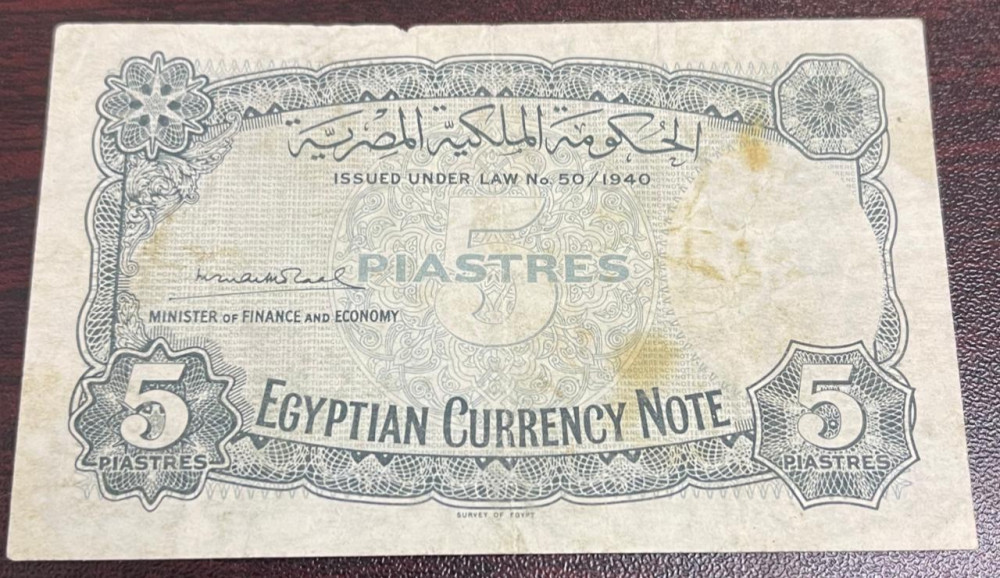 الحكومة الملكية المصرية
ISSUED UNDER LAW No. 50/1940
5
PIASTRES
MINISTER OF FINANCE AND ECONOMY
5
PIASTRES
EGYPTIAN CURRENCY NOTE
5
PIASTRES
SURVEY OF EGYPT